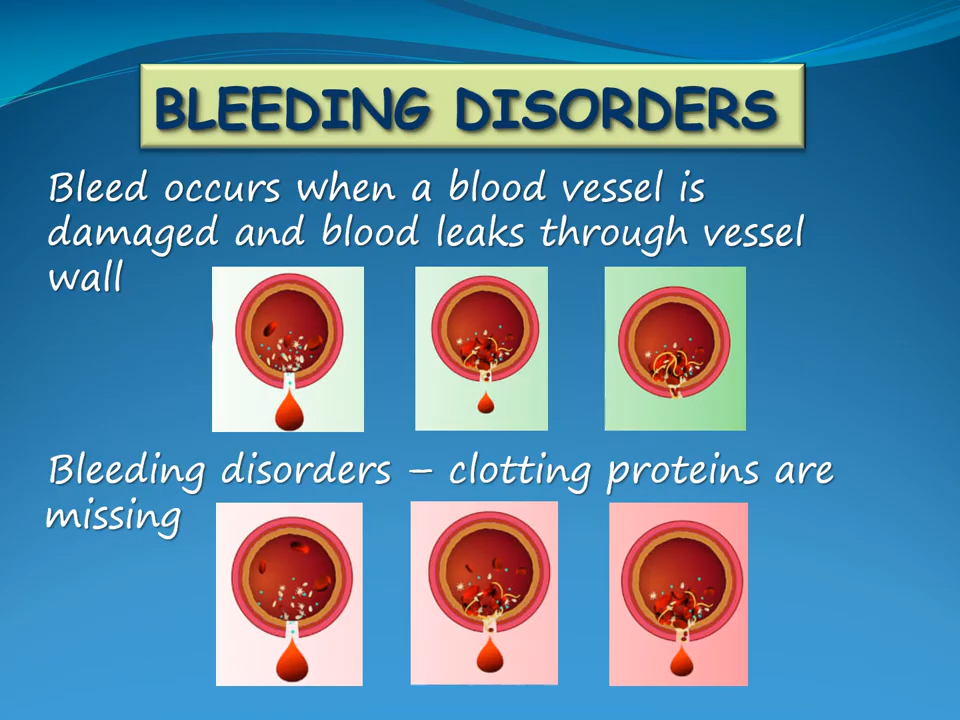 BLEEDING DISORDERS
Bleed occurs when a blood vessel is
damaged and blood leaks through vessel
wall
Bleeding disorders – clotting proteins are
missing